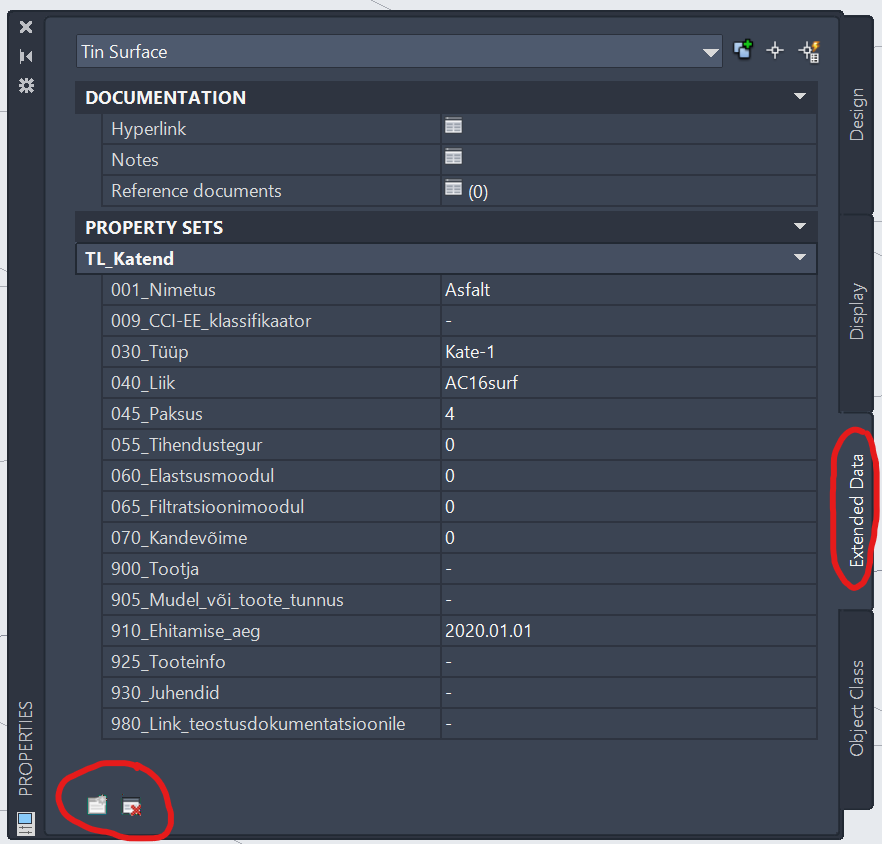 Tin Surface
DOCUMENTATION
Hyperlink
Notes
Reference documents (0)
PROPERTY SETS
TL_Katend
001_Nimetus Asfalt
009_CCI-EE_klassifikaator -
030_Tüüp Kate-1
040_Liik AC16surf
045_Paksus 4
055_Tihendustegur 0
060_Elastsusmoodul 0
065_Filtratsioonimoodul 0
070_Kandevõime 0
900_Tootja -
905_Mudel_või_toote_tunnus -
910_Ehitamise_aeg 2020.01.01
925_Tooteinfo -
930_Juhendid -
980_Link_teostusdokumentatsioonile -
PROPERTIES
Design
Display
Extended Data
Object Class